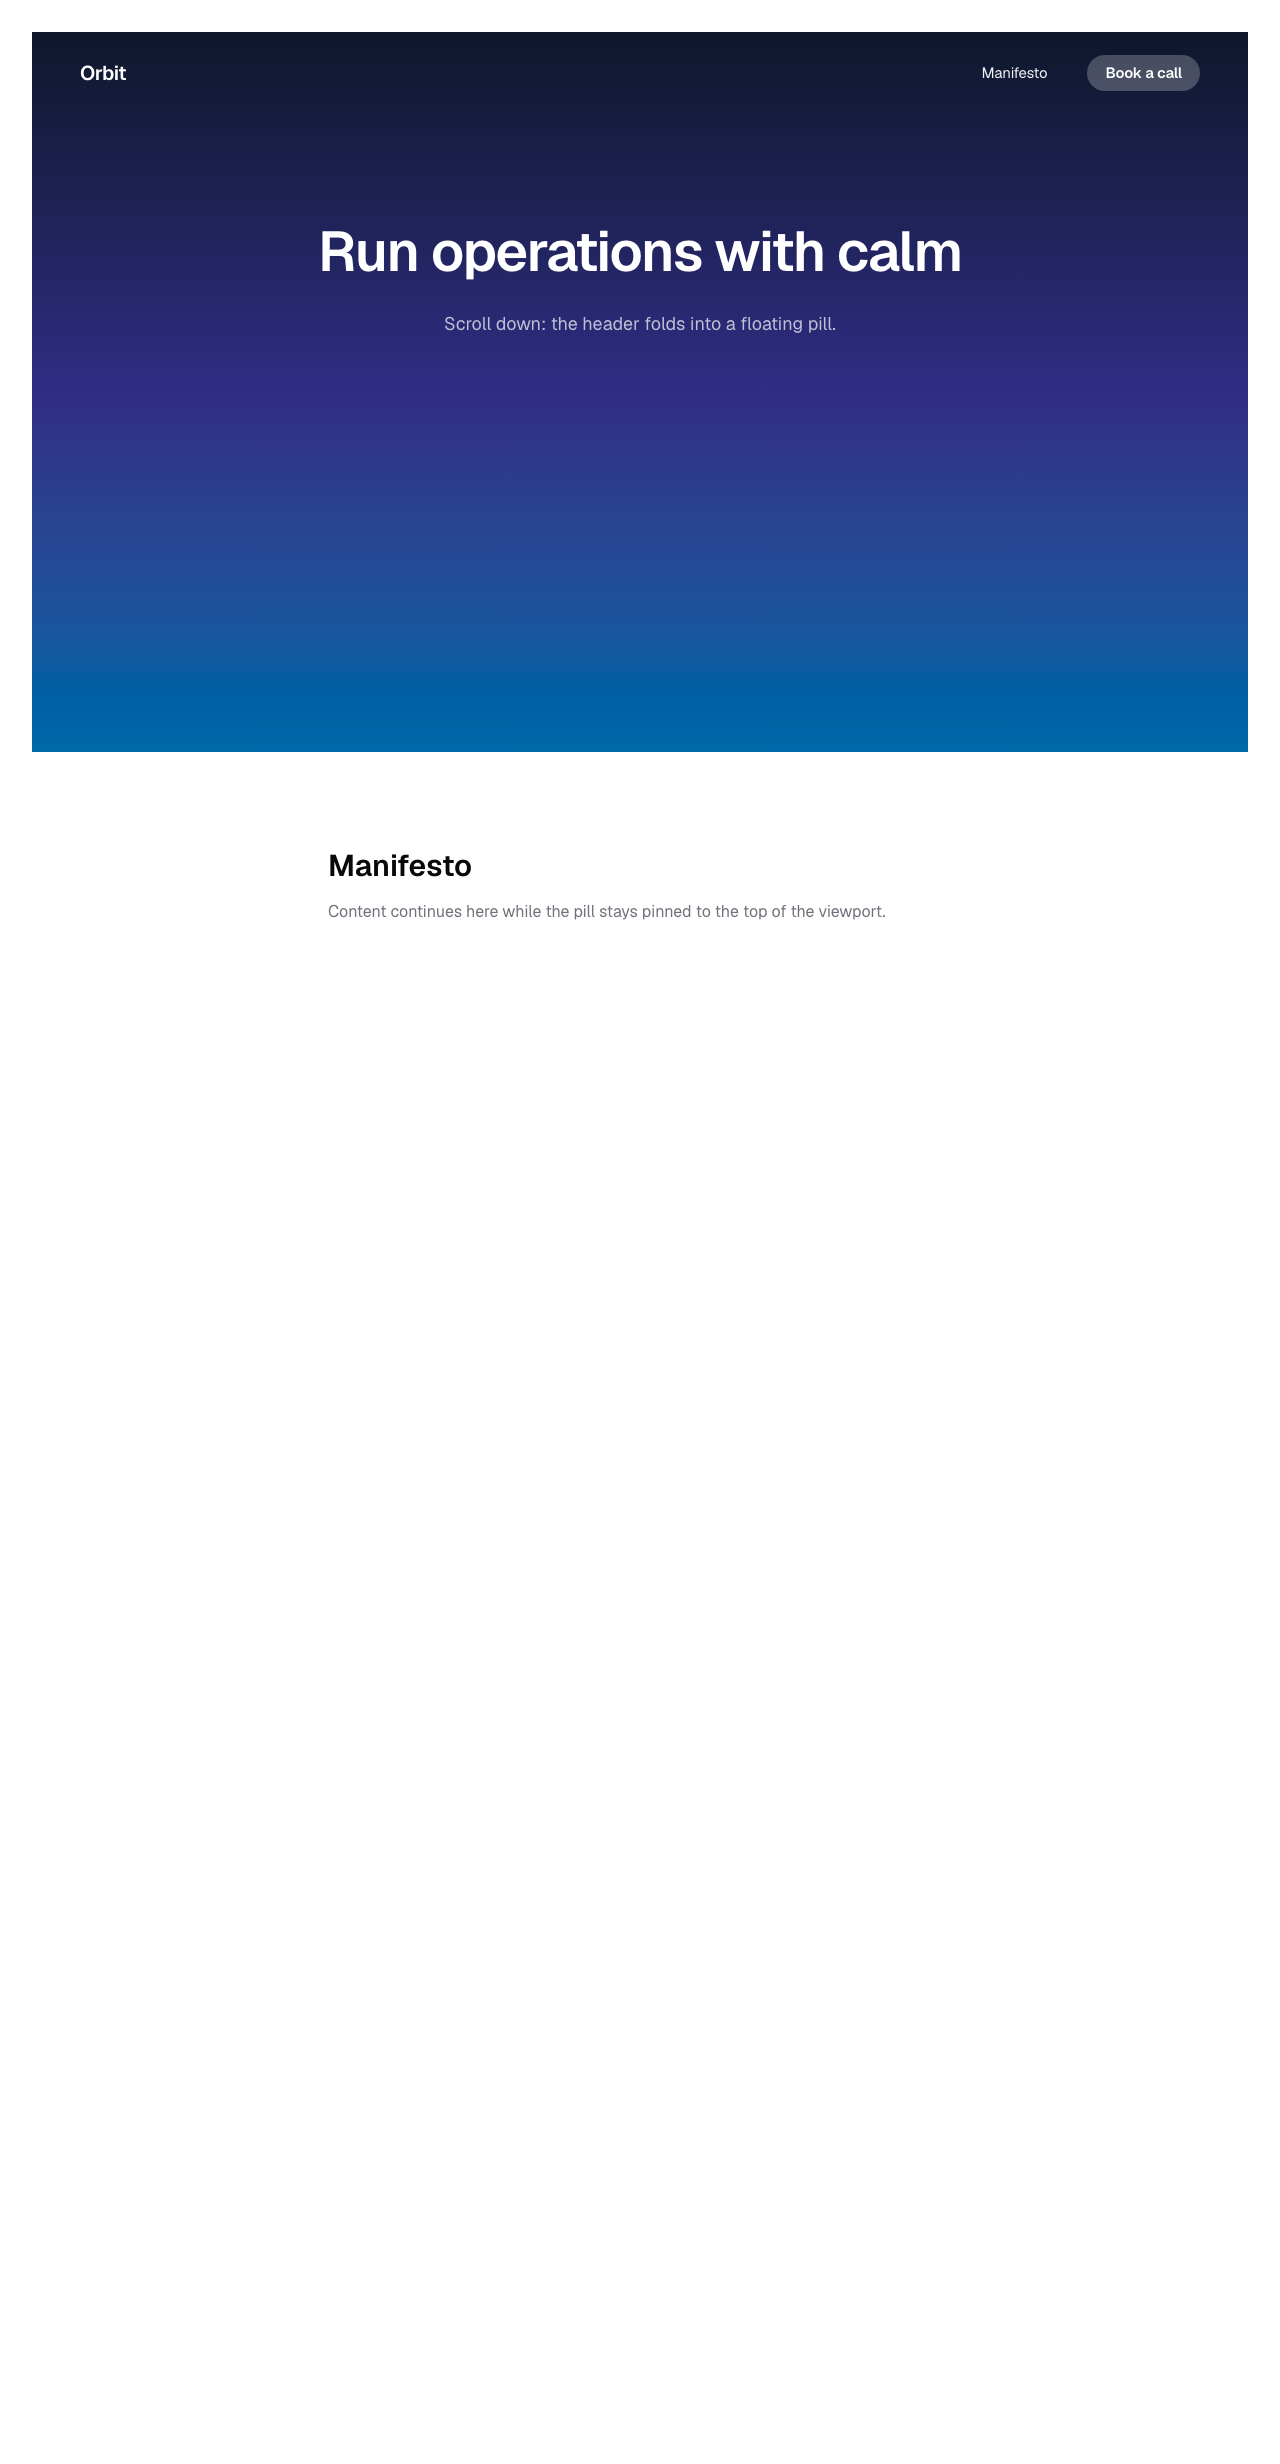 Orbit
Manifesto
Book a call
Run operations with calm
Scroll down: the header folds into a floating pill.
Manifesto
Content continues here while the pill stays pinned to the top of the viewport.